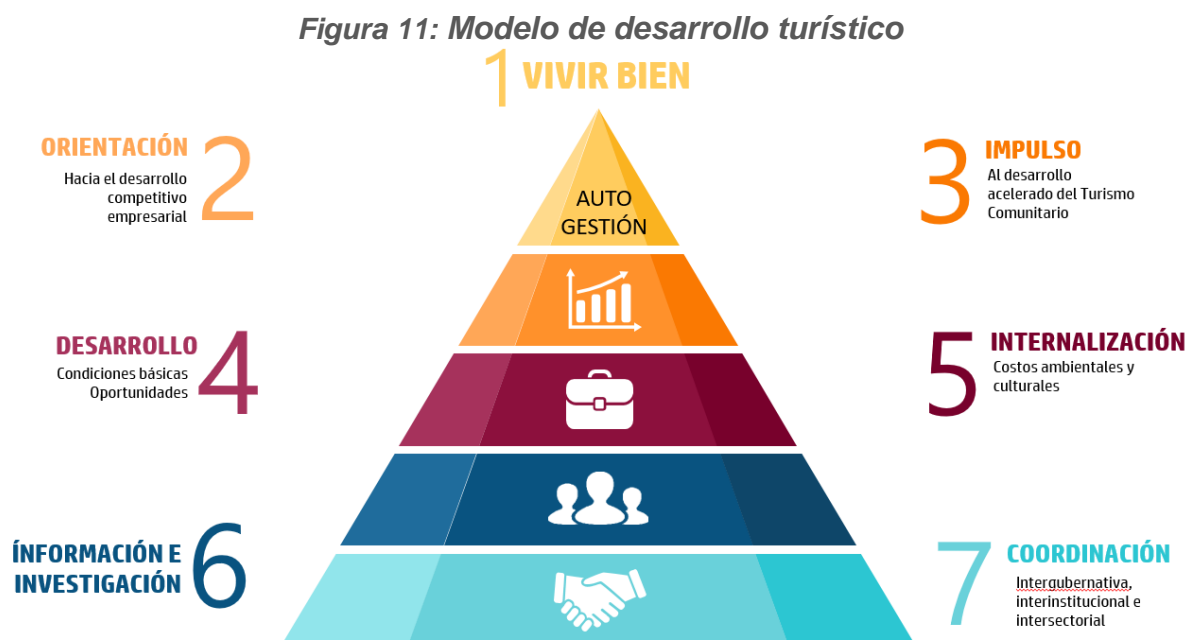 Figura 11: Modelo de desarrollo turístico
1 VIVIR BIEN
ORIENTACIÓN 2
Hacia el desarrollo
competitivo
empresarial
3 IMPULSO
Al desarrollo
acelerado del Turismo
Comunitario
AUTO
GESTIÓN
DESARROLLO 4
Condiciones básicas
Oportunidades
5 INTERNALIZACIÓN
Costos ambientales y
culturales
ÍNFORMACIÓN E
INVESTIGACIÓN 6
7 COORDINACIÓN
Intergubernativa,
interinstitucional e
intersectorial